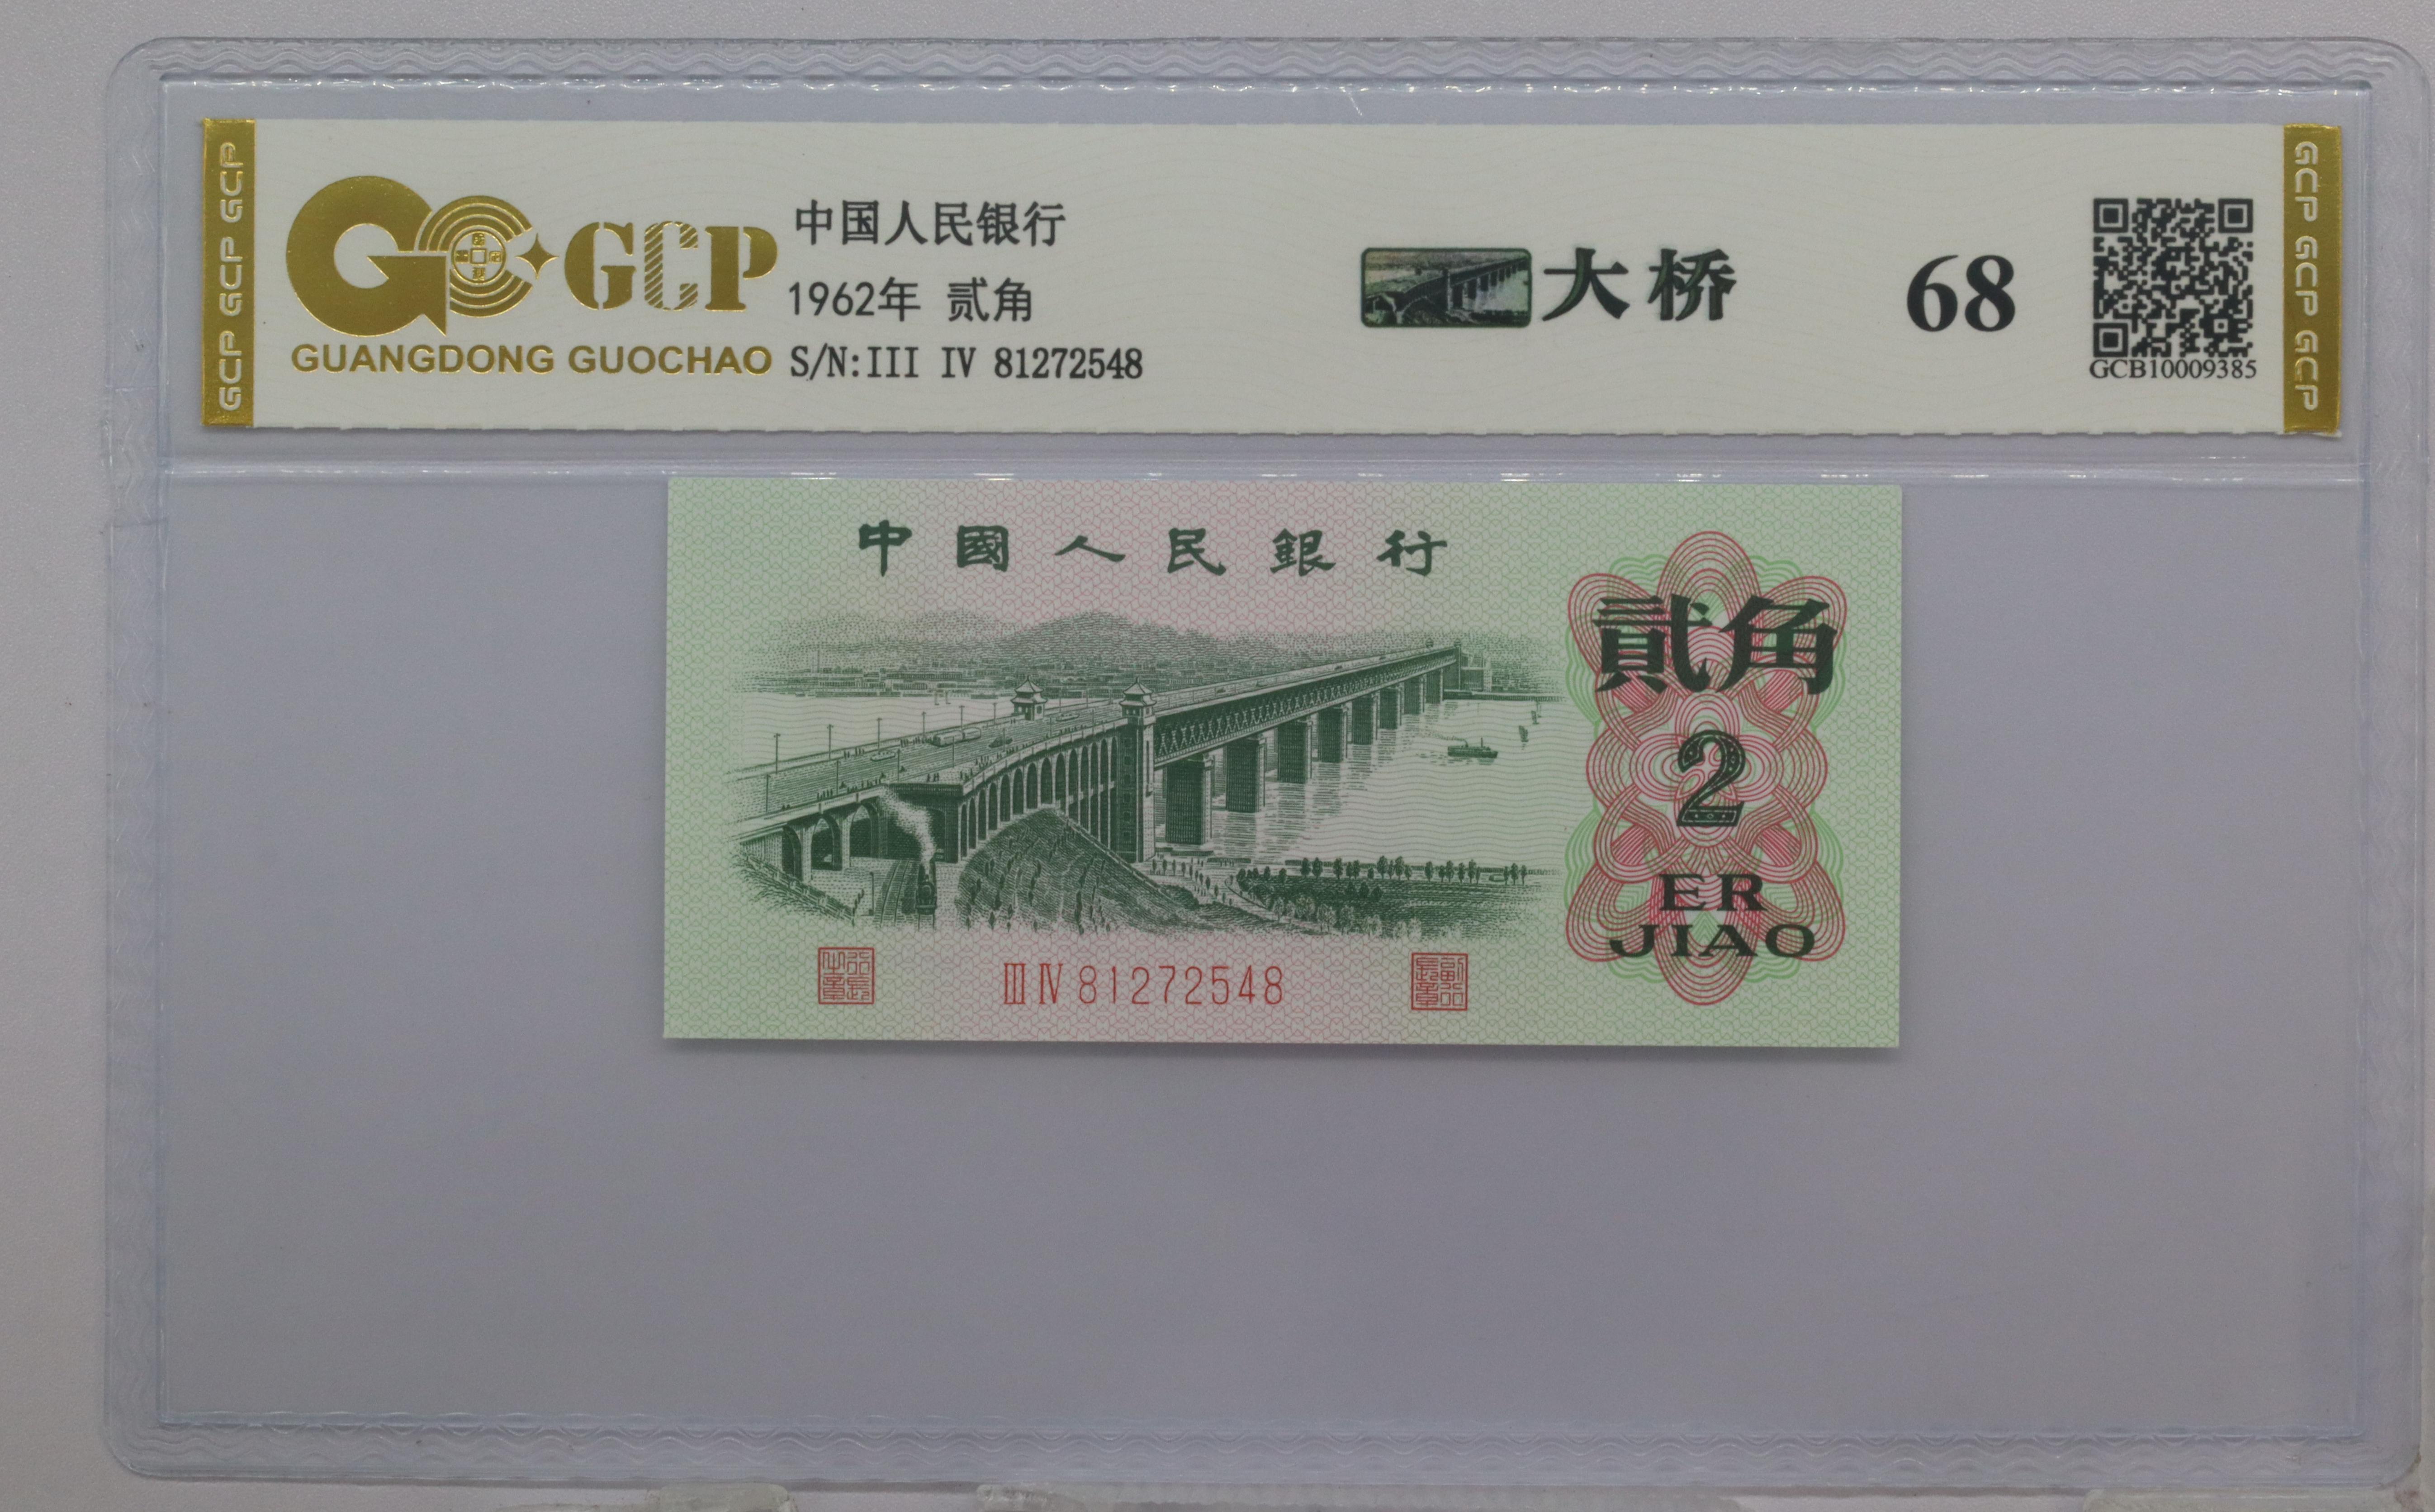 GCP GCP GCP
GCP
GUANGDONG GUOCHAO
中国人民银行
1962年 贰角
S/N:III IV 81272548
大桥
68
GCB10009385
GCP GCP GCP
中國人民銀行
貳角
2
ER
JIAO
III IV 81272548